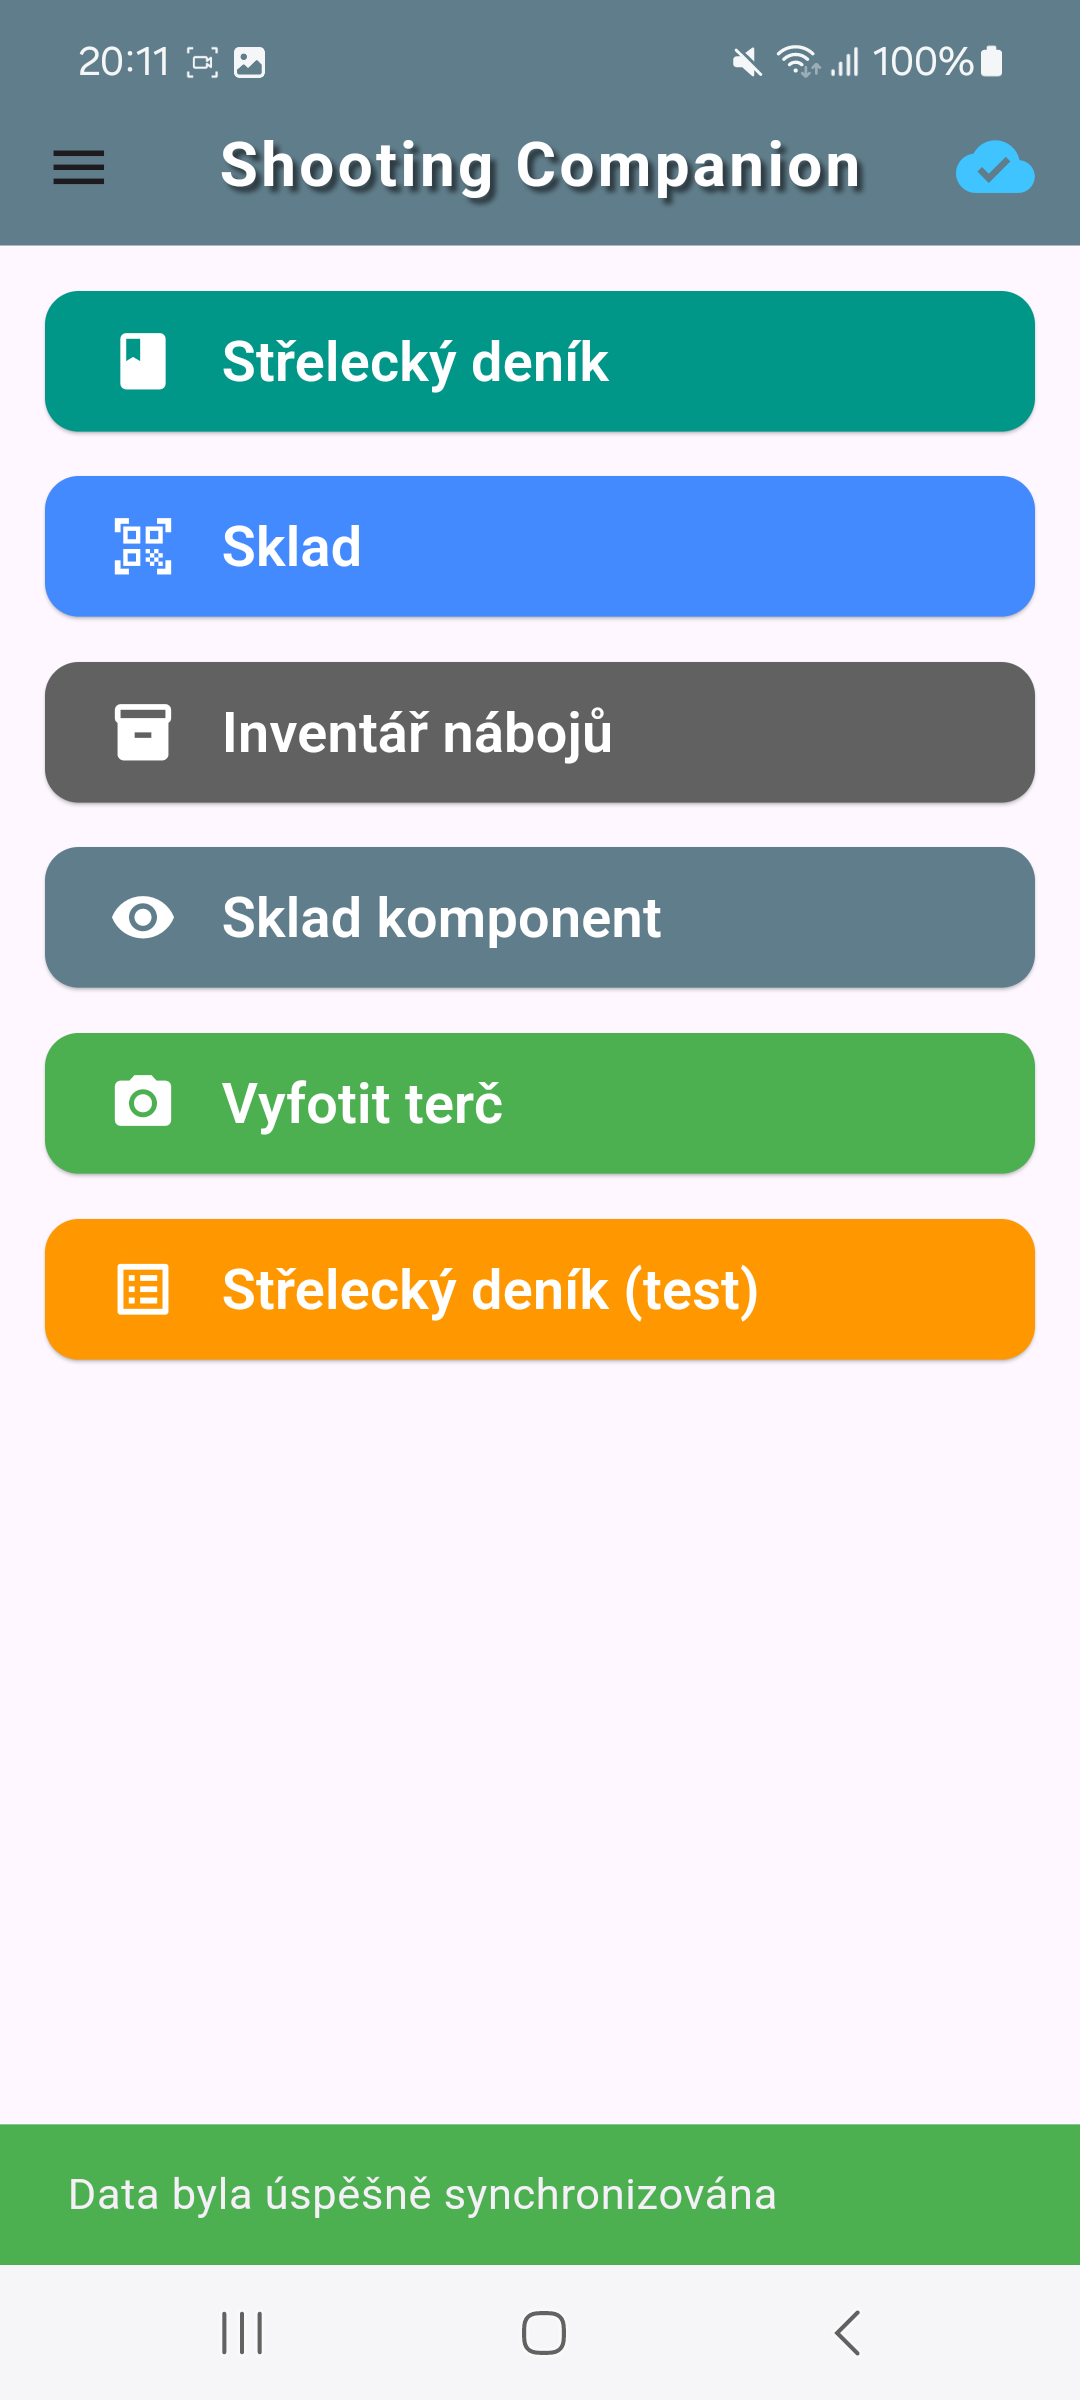 20:11
100%
Shooting Companion
Střelecký deník
Sklad
Inventář nábojů
Sklad komponent
Vyfotit terč
Střelecký deník (test)
Data byla úspěšně synchronizována